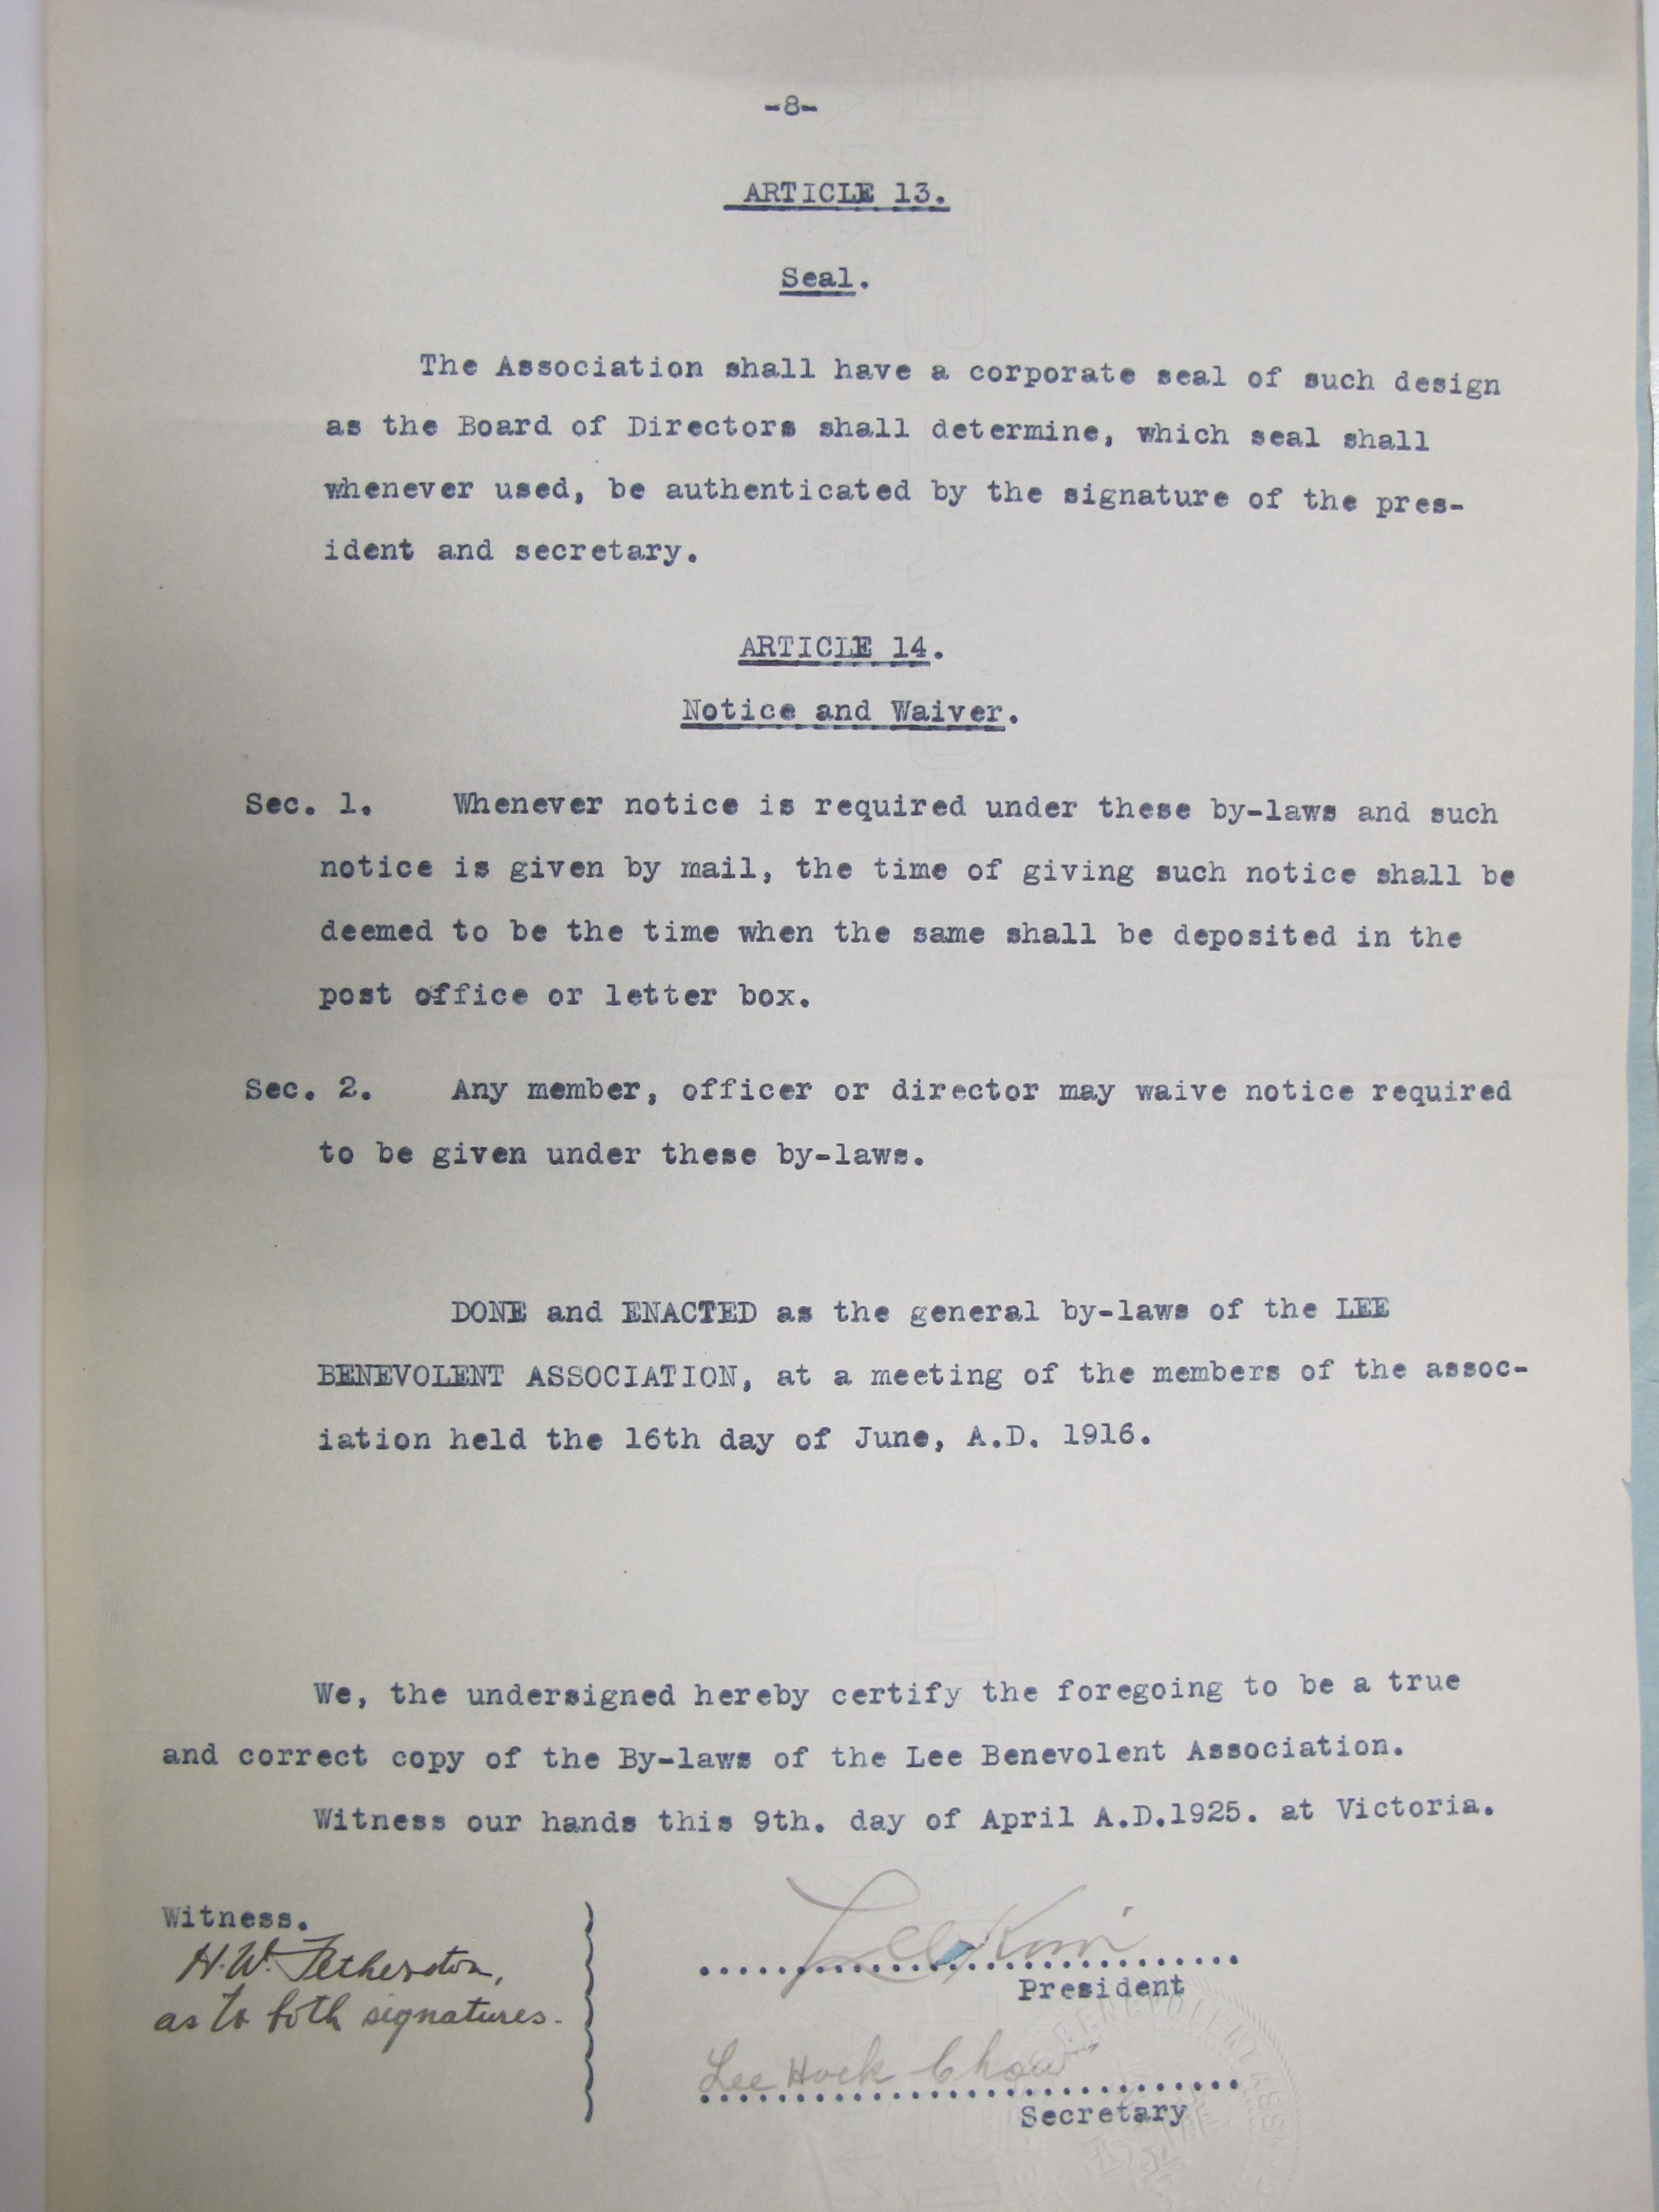 -8-
ARTICLE 13.
Seal.
The Association shall have a corporate seal of such design
as the Board of Directors shall determine, which seal shall
whenever used, be authenticated by the signature of the pres-
ident and secretary.
ARTICLE 14.
Notice and Waiver.
Sec. 1. Whenever notice is required under these by-laws and such
notice is given by mail, the time of giving such notice shall be
deemed to be the time when the same shall be deposited in the
post office or letter box.
Sec. 2. Any member, officer or director may waive notice required
to be given under these by-laws.
DONE and ENACTED as the general by-laws of the LEE
BENEVOLENT ASSOCIATION, at a meeting of the members of the assoc-
iation held the 16th day of June, A.D. 1916.
We, the undersigned hereby certify the foregoing to be a true
and correct copy of the By-laws of the Lee Benevolent Association.
Witness our hands this 9th. day of April A.D.1925. at Victoria.
Witness.
H.W.
as to both signatures.
Lee Kim
President
Lee Hock Chow
Secretary
BENEVOLENT ASS